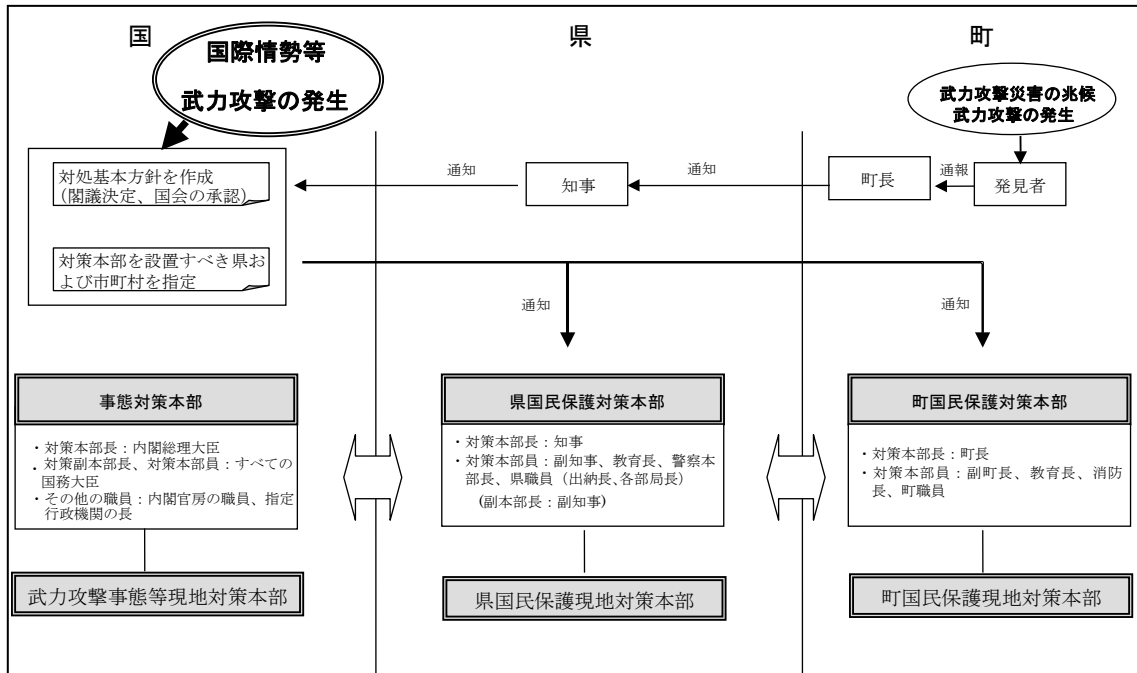 国
県
町
国際情勢等
武力攻撃の発生
武力攻撃災害の兆候
武力攻撃の発生
対処基本方針を作成
(閣議決定、国会の承認)
通知
知事
通知
町長
通報
発見者
対策本部を設置すべき県お
よび市町村を指定
通知
通知
事態対策本部
・対策本部長：内閣総理大臣
・対策副本部長、対策本部員：すべての
国務大臣
・その他の職員：内閣官房の職員、指定
行政機関の長
県国民保護対策本部
・対策本部長：知事
・対策本部員：副知事、教育長、警察本
部長、県職員（出納長、各部局長）
(副本部長：副知事)
町国民保護対策本部
・対策本部長：町長
・対策本部員：副町長、教育長、消防
長、町職員
武力攻撃事態等現地対策本部
県国民保護現地対策本部
町国民保護現地対策本部